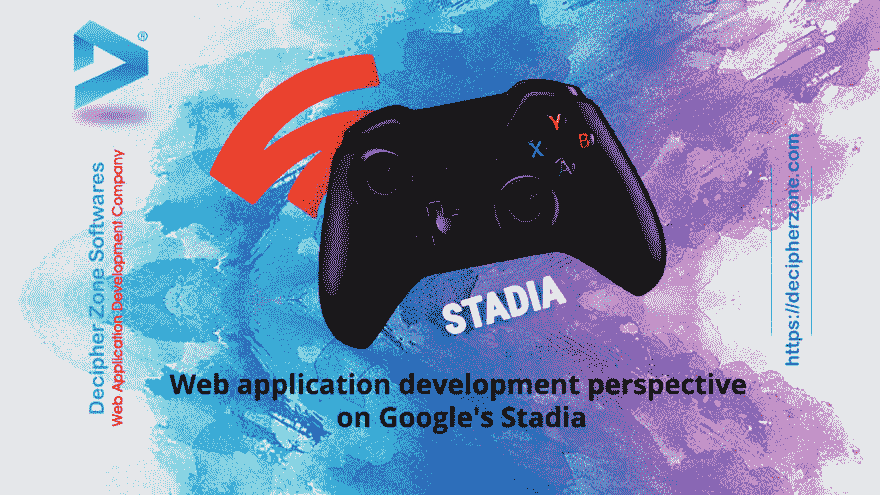 ®
Decipher Zone Softwares
Web Application Development Company
Y
X
B
A
STADIA
Web application development perspective
on Google's Stadia
https://decipherzone.com